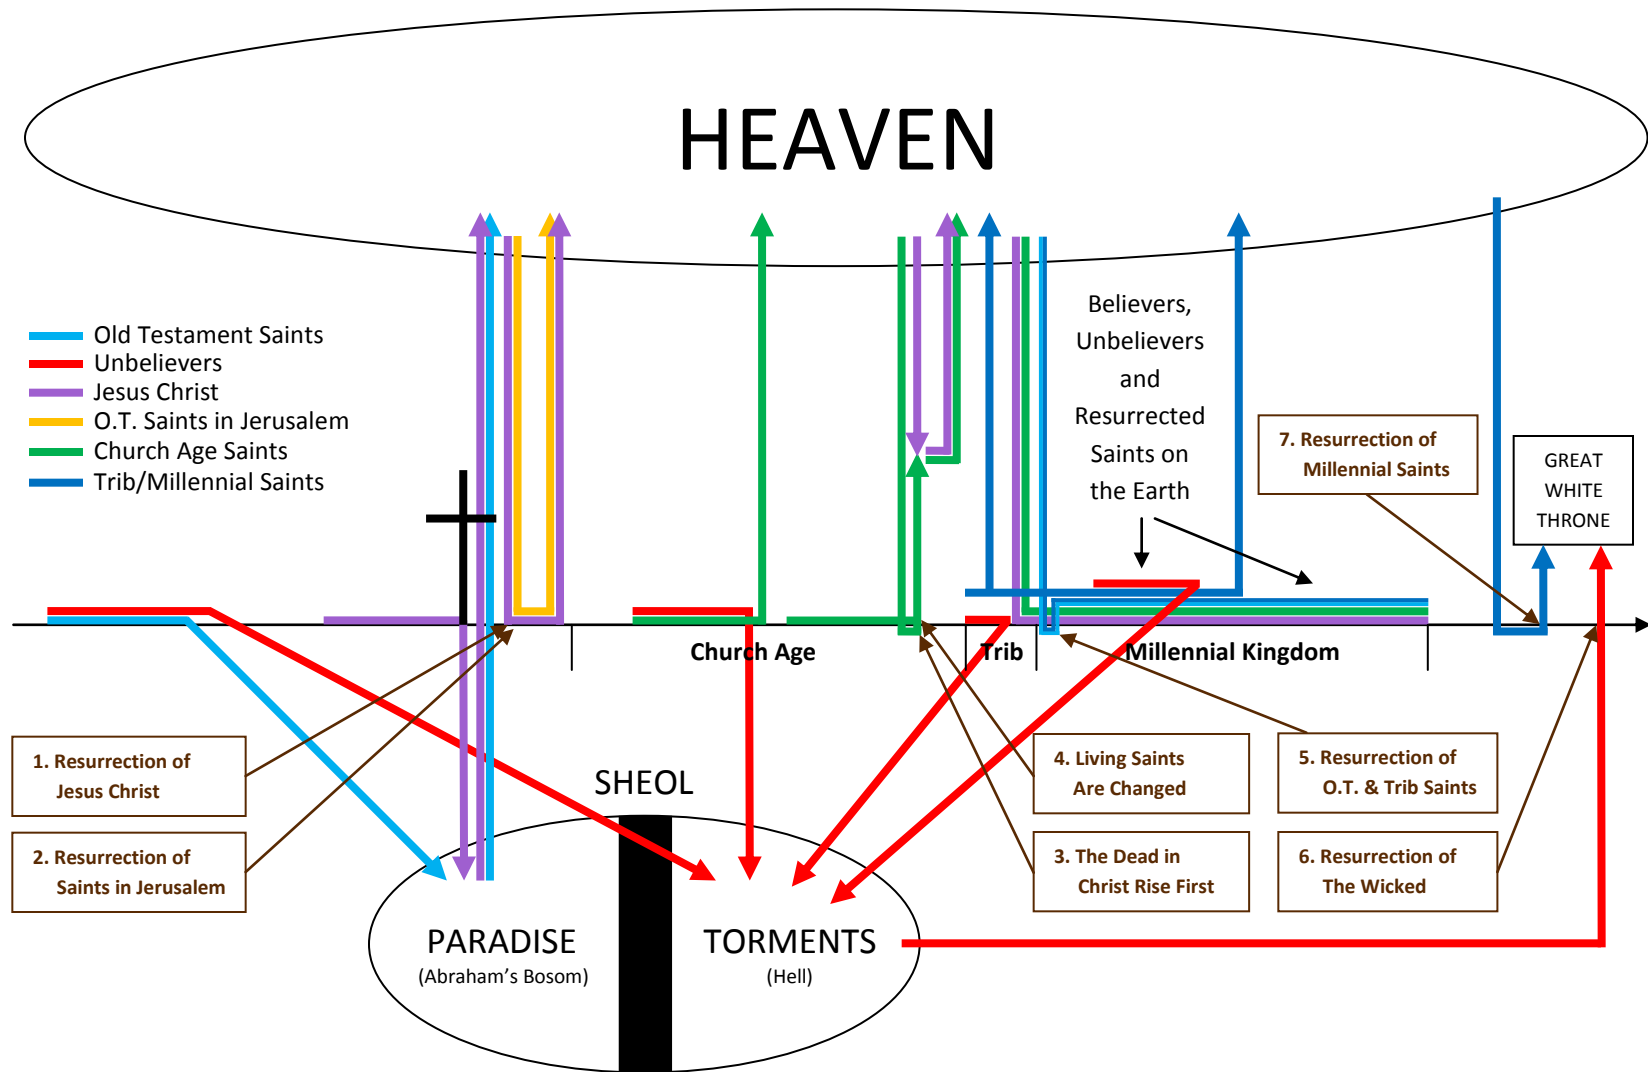 HEAVEN
Old Testament Saints
Unbelievers
Jesus Christ
O.T. Saints in Jerusalem
Church Age Saints
Trib/Millennial Saints
Believers,
Unbelievers
and
Resurrected
Saints on
the Earth
7. Resurrection of
Millennial Saints
GREAT
WHITE
THRONE
Church Age
Trib
Millennial Kingdom
1. Resurrection of
Jesus Christ
2. Resurrection of
Saints in Jerusalem
SHEOL
4. Living Saints
Are Changed
5. Resurrection of
O.T. & Trib Saints
3. The Dead in
Christ Rise First
6. Resurrection of
The Wicked
PARADISE
(Abraham's Bosom)
TORMENTS
(Hell)